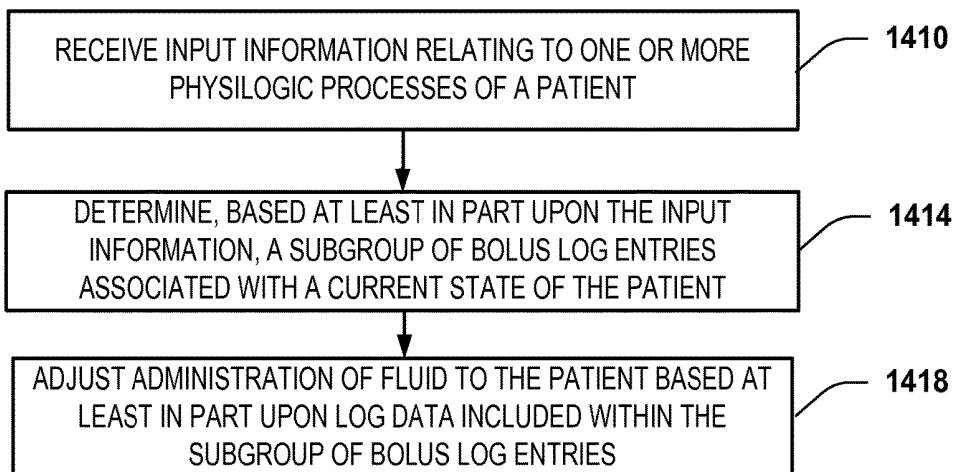 RECEIVE INPUT INFORMATION RELATING TO ONE OR MORE
PHYSILOGIC PROCESSES OF A PATIENT
1410
DETERMINE, BASED AT LEAST IN PART UPON THE INPUT
INFORMATION, A SUBGROUP OF BOLUS LOG ENTRIES
ASSOCIATED WITH A CURRENT STATE OF THE PATIENT
1414
ADJUST ADMINISTRATION OF FLUID TO THE PATIENT BASED AT
LEAST IN PART UPON LOG DATA INCLUDED WITHIN THE
SUBGROUP OF BOLUS LOG ENTRIES
1418